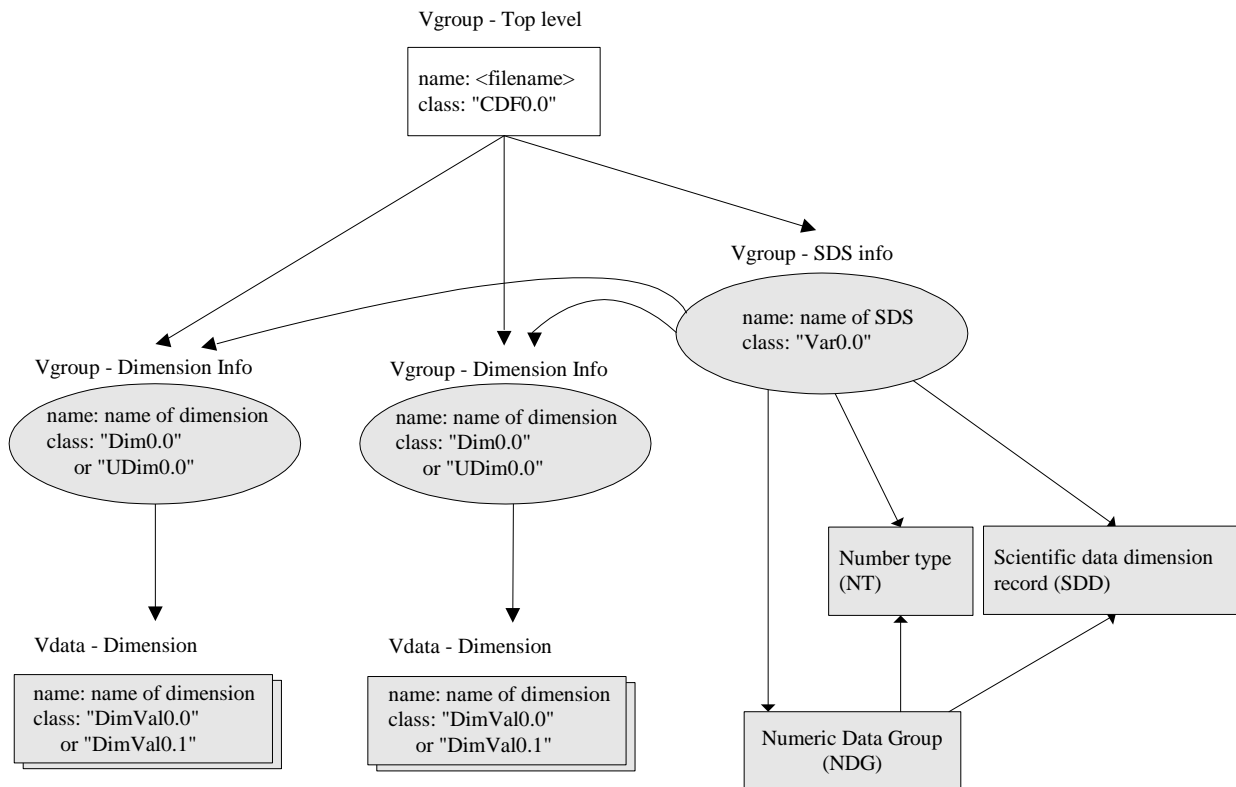 Vgroup - Top level
name: <filename>
class: "CDF0.0"
Vgroup - SDS info
name: name of SDS
class: "Var0.0"
Vgroup - Dimension Info
name: name of dimension
class: "Dim0.0"
or "UDim0.0"
Vgroup - Dimension Info
name: name of dimension
class: "Dim0.0"
or "UDim0.0"
Number type
(NT)
Scientific data dimension
record (SDD)
Vdata - Dimension
name: name of dimension
class: "DimVal0.0"
or "DimVal0.1"
Vdata - Dimension
name: name of dimension
class: "DimVal0.0"
or "DimVal0.1"
Numeric Data Group
(NDG)